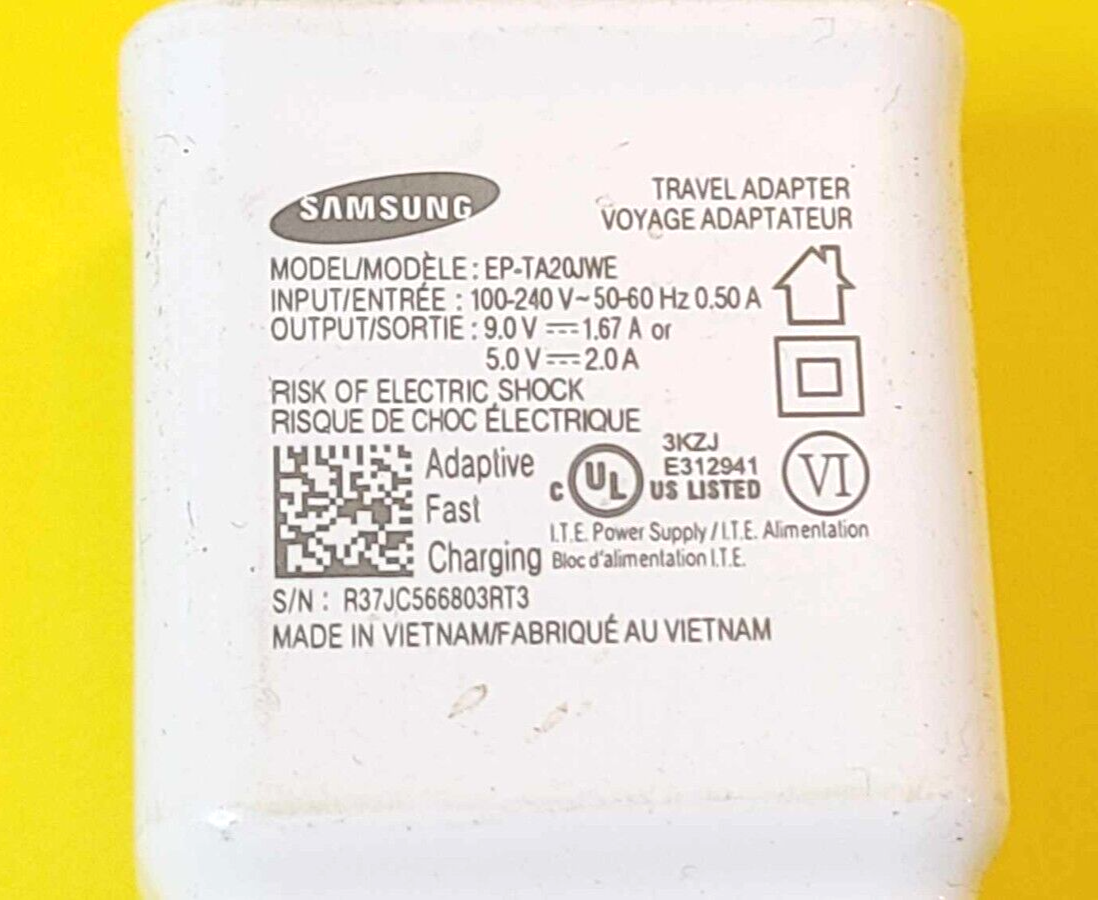 SAMSUNG
TRAVEL ADAPTER
VOYAGE ADAPTATEUR
MODEL/MODÈLE : EP-TA20JWE
INPUT/ENTRÉE : 100-240 V~50-60 Hz 0.50 A
OUTPUT/SORTIE : 9.0 V ⎓ 1.67 A or
5.0 V ⎓ 2.0 A
RISK OF ELECTRIC SHOCK
RISQUE DE CHOC ÉLECTRIQUE
Adaptive
Fast
Charging
c UL US LISTED
3KZJ
E312941
VI
I.T.E. Power Supply / I.T.E. Alimentation
Bloc d'alimentation I.T.E.
S/N : R37JC566803RT3
MADE IN VIETNAM/FABRIQUÉ AU VIETNAM